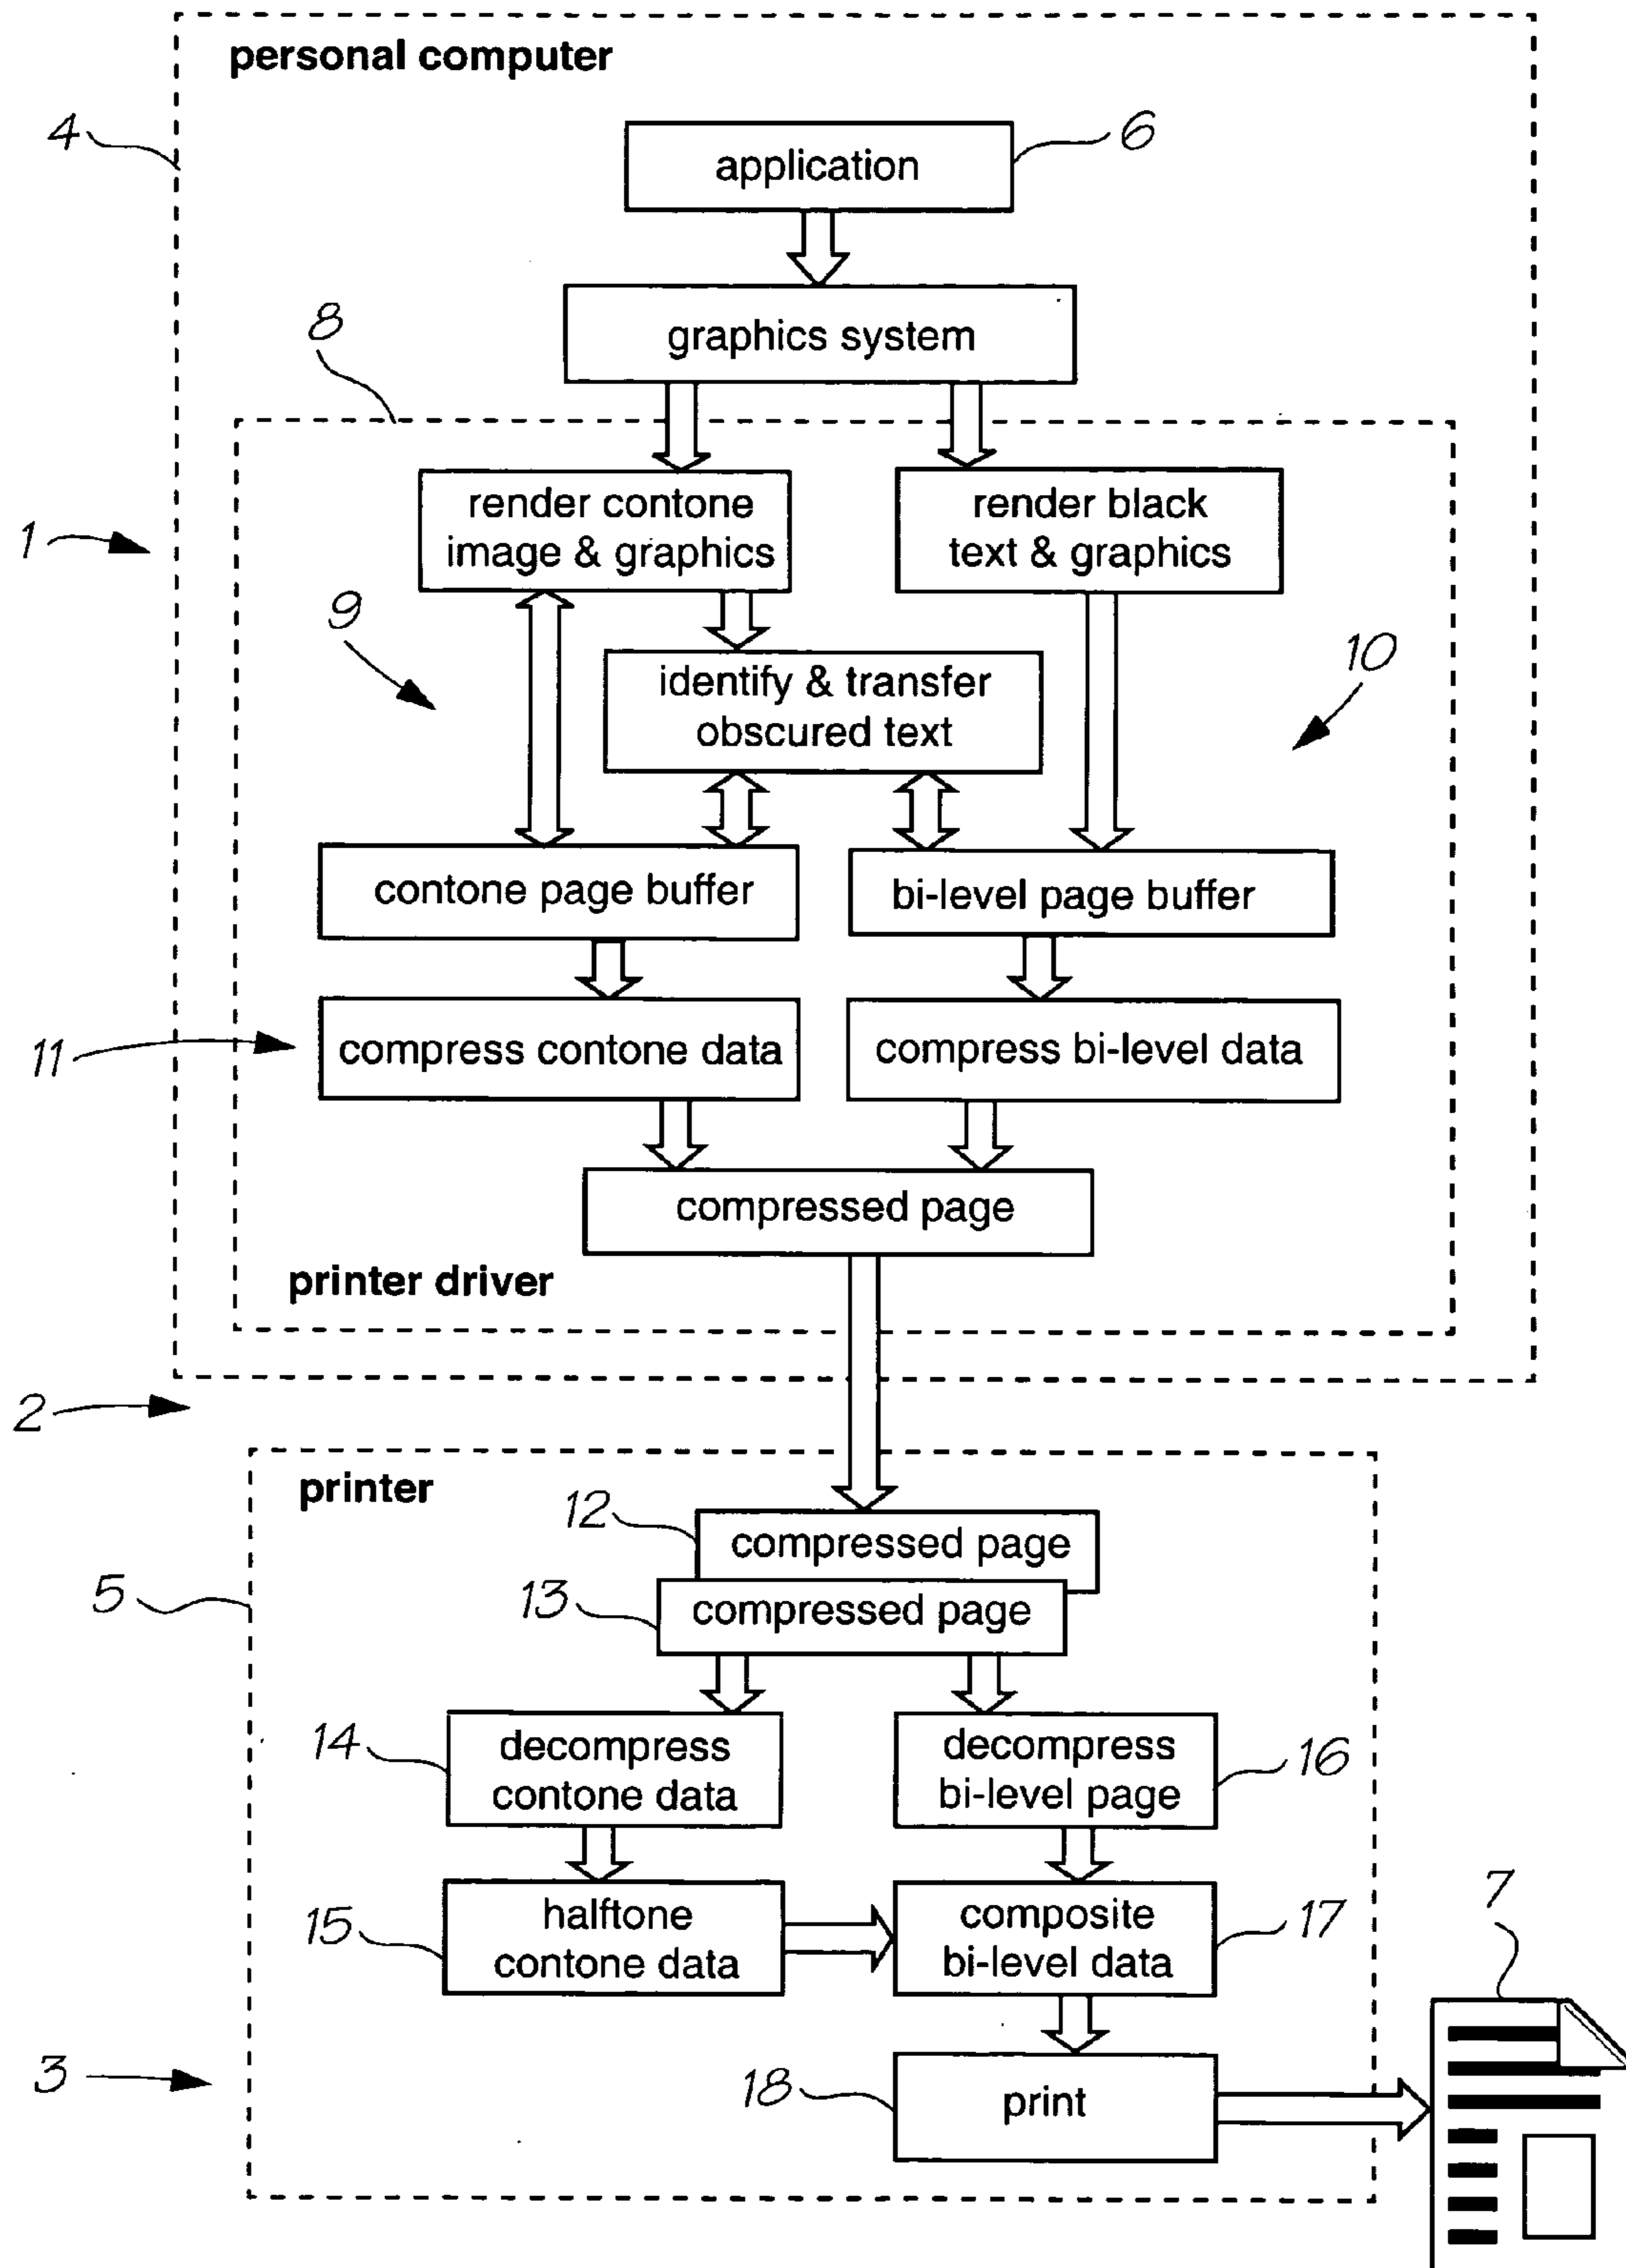 personal computer
4
6
application
graphics system
8
render contone
image & graphics
render black
text & graphics
1
9
10
identify & transfer
obscured text
contone page buffer
bi-level page buffer
11
compress contone data
compress bi-level data
compressed page
printer driver
2
printer
12
compressed page
5
13
compressed page
14
decompress
contone data
decompress
bi-level page
16
15
halftone
contone data
composite
bi-level data
17
7
3
18
print